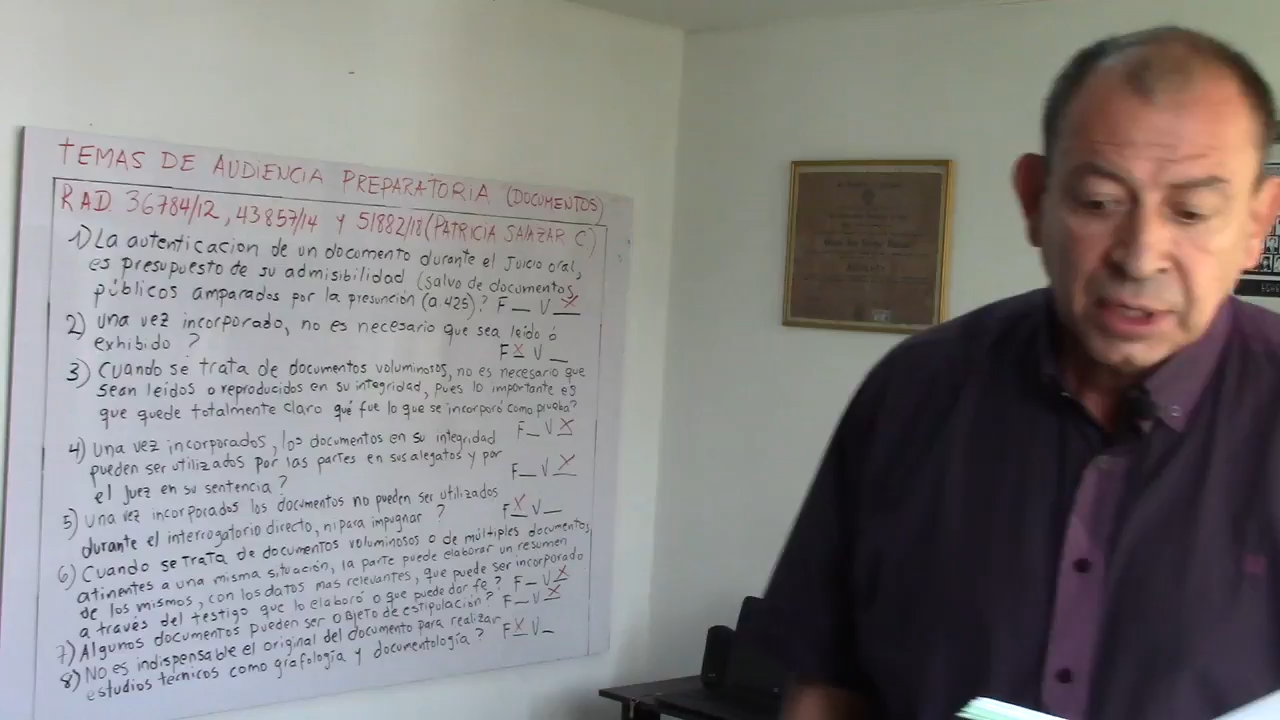 TEMAS DE AUDIENCIA PREPARATORIA (DOCUMENTOS)
RAD. 36784/12, 43857/14 Y 51882/18 (PATRICIA SALAZAR C.)
1) La autenticacion de un documento durante el Juicio oral,
es presupuesto de su admisibilidad (salvo de documentos
públicos amparados por la presunción (a.425)? F__ V X
2) Una vez incorporado, no es necesario que sea leído ó
exhibido? F X V __
3) Cuando se trata de documentos voluminosos, no es necesario que
sean leidos o reproducidos en su integridad, pues lo importante es
que quede totalmente claro qué fue lo que se incorporó como prueba?
F__ V X
4) Una vez incorporados, los documentos en su integridad
pueden ser utilizados por las partes en sus alegatos y por
el Juez en su sentencia? F__ V X
5) Una vez incorporados los documentos no pueden ser utilizados
durante el interrogatorio directo, ni para impugnar? F X V __
6) Cuando se trata de documentos voluminosos o de múltiples documentos,
atinentes a una misma situación, la parte puede elaborar un resumen
de los mismos, con los datos mas relevantes, que puede ser incorporado
a través del testigo que lo elaboró o que puede dar fe? F__ V X
7) Algunos documentos pueden ser objeto de estipulación? F__ V X
8) No es indispensable el original del documento para realizar
estudios técnicos como grafología y documentología? F X V __